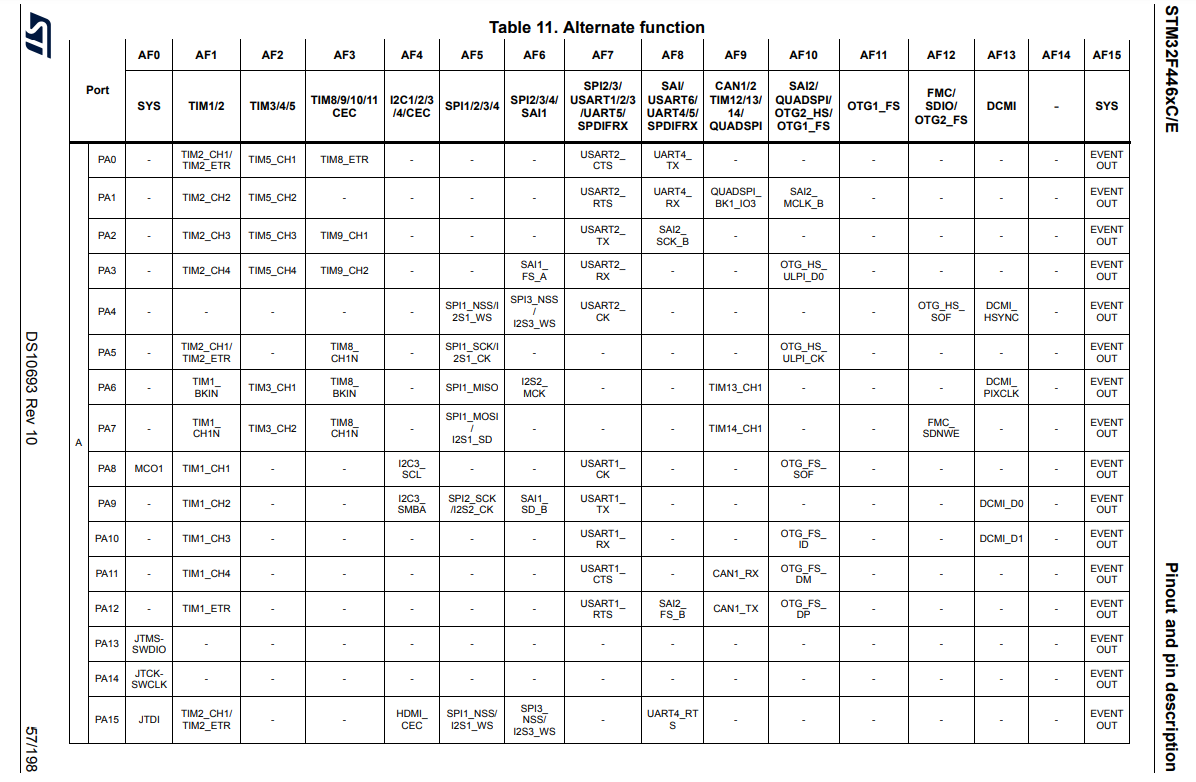 Table 11. Alternate function
STM32F446xC/E
Port AF0 AF1 AF2 AF3 AF4 AF5 AF6 AF7 AF8 AF9 AF10 AF11 AF12 AF13 AF14 AF15
SYS TIM1/2 TIM3/4/5 TIM8/9/10/11 CEC I2C1/2/3 /4/CEC SPI1/2/3/4 SPI2/3/4/ SAI1 SPI2/3/ USART1/2/3 /UART5/ SPDIFRX SAI/ USART6/ UART4/5/ SPDIFRX CAN1/2 TIM12/13/ 14/ QUADSPI SAI2/ QUADSPI/ OTG2_HS/ OTG1_FS OTG1_FS FMC/ SDIO/ OTG2_FS DCMI - SYS
A
PA0 - TIM2_CH1/ TIM2_ETR TIM5_CH1 TIM8_ETR - - - USART2_ CTS UART4_ TX - - - - - - EVENT OUT
PA1 - TIM2_CH2 TIM5_CH2 - - - - USART2_ RTS UART4_ RX QUADSPI_ BK1_IO3 SAI2_ MCLK_B - - - - EVENT OUT
PA2 - TIM2_CH3 TIM5_CH3 TIM9_CH1 - - - USART2_ TX SAI2_ SCK_B - - - - - - EVENT OUT
PA3 - TIM2_CH4 TIM5_CH4 TIM9_CH2 - - SAI1_ FS_A USART2_ RX - - OTG_HS_ ULPI_D0 - - - - EVENT OUT
PA4 - - - - - SPI1_NSS/I 2S1_WS SPI3_NSS / I2S3_WS USART2_ CK - - - - OTG_HS_ SOF DCMI_ HSYNC - EVENT OUT
PA5 - TIM2_CH1/ TIM2_ETR - TIM8_ CH1N - SPI1_SCK/I 2S1_CK - - - - OTG_HS_ ULPI_CK - - - - EVENT OUT
PA6 - TIM1_ BKIN TIM3_CH1 TIM8_ BKIN - SPI1_MISO I2S2_ MCK - - TIM13_CH1 - - - DCMI_ PIXCLK - EVENT OUT
PA7 - TIM1_ CH1N TIM3_CH2 TIM8_ CH1N - SPI1_MOSI / I2S1_SD - - - TIM14_CH1 - - FMC_ SDNWE - - EVENT OUT
PA8 MCO1 TIM1_CH1 - - I2C3_ SCL - - USART1_ CK - - OTG_FS_ SOF - - - - EVENT OUT
PA9 - TIM1_CH2 - - I2C3_ SMBA SPI2_SCK /I2S2_CK SAI1_ SD_B USART1_ TX - - - - - DCMI_D0 - EVENT OUT
PA10 - TIM1_CH3 - - - - - USART1_ RX - - OTG_FS_ ID - - DCMI_D1 - EVENT OUT
PA11 - TIM1_CH4 - - - - - USART1_ CTS - CAN1_RX OTG_FS_ DM - - - - EVENT OUT
PA12 - TIM1_ETR - - - - - USART1_ RTS SAI2_ FS_B CAN1_TX OTG_FS_ DP - - - - EVENT OUT
PA13 JTMS- SWDIO - - - - - - - - - - - - - - EVENT OUT
PA14 JTCK- SWCLK - - - - - - - - - - - - - - EVENT OUT
PA15 JTDI TIM2_CH1/ TIM2_ETR - - HDMI_ CEC SPI1_NSS/ I2S1_WS SPI3_ NSS/ I2S3_WS - UART4_RT S - - - - - - EVENT OUT
DS10693 Rev 10
57/198
Pinout and pin description